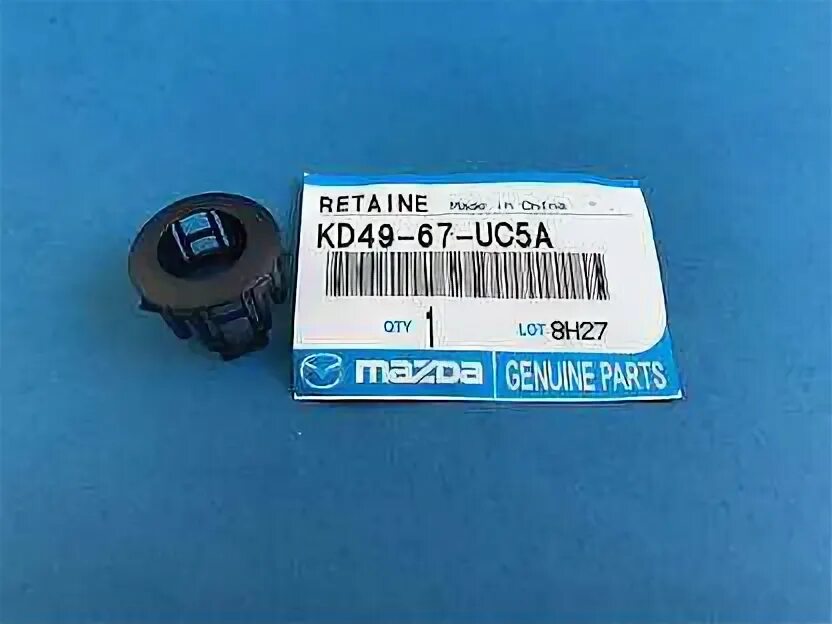 RETAINE Made in China
KD49-67-UC5A
QTY 1 LOT 8H27
mazda GENUINE PARTS